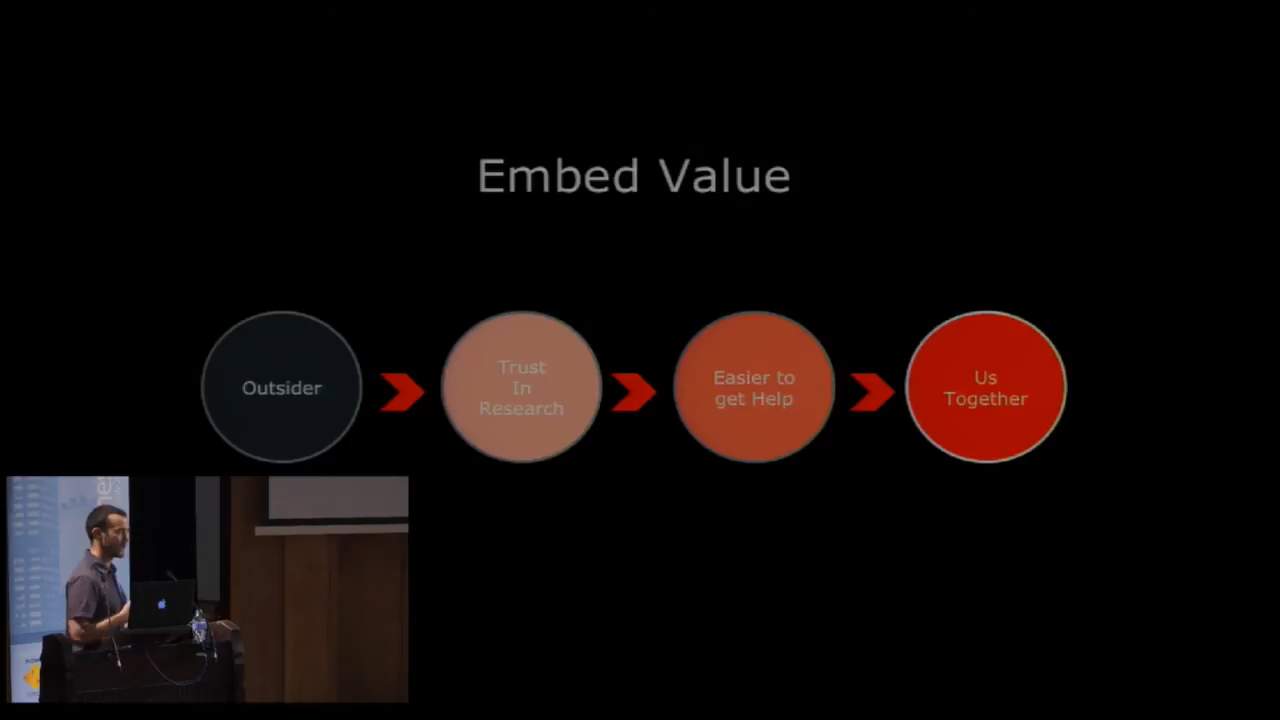 Embed Value
Outsider
Trust
In
Research
Easier to
get Help
Us
Together